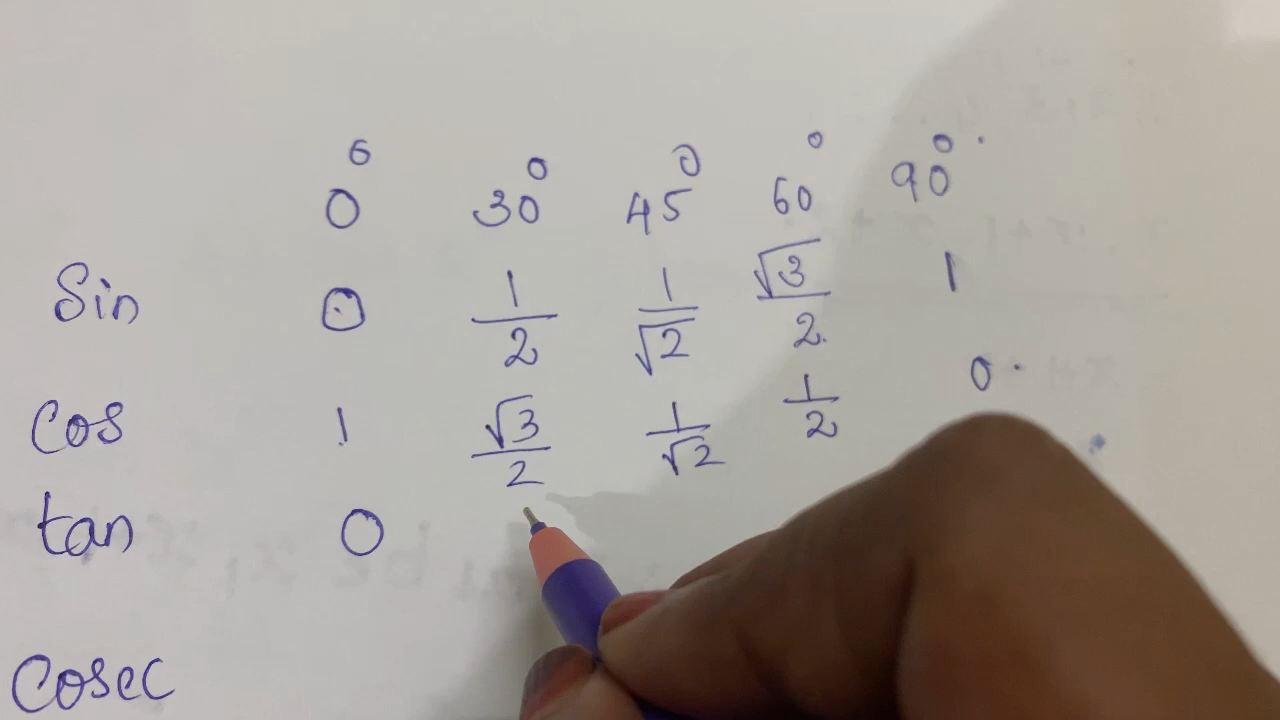 0° 30° 45° 60° 90°
Sin 0 1/2 1/√2 √3/2 1
Cos 1 √3/2 1/√2 1/2 0
tan 0
Cosec